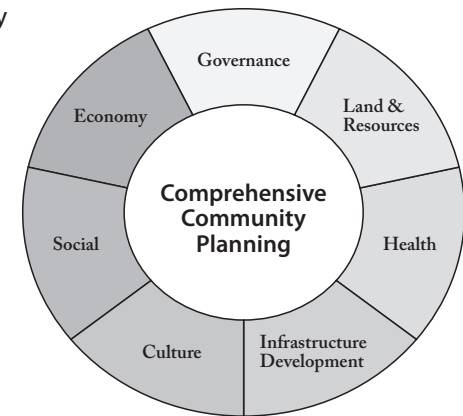 y
Governance
Land &
Resources
Health
Infrastructure
Development
Culture
Social
Economy
Comprehensive
Community
Planning